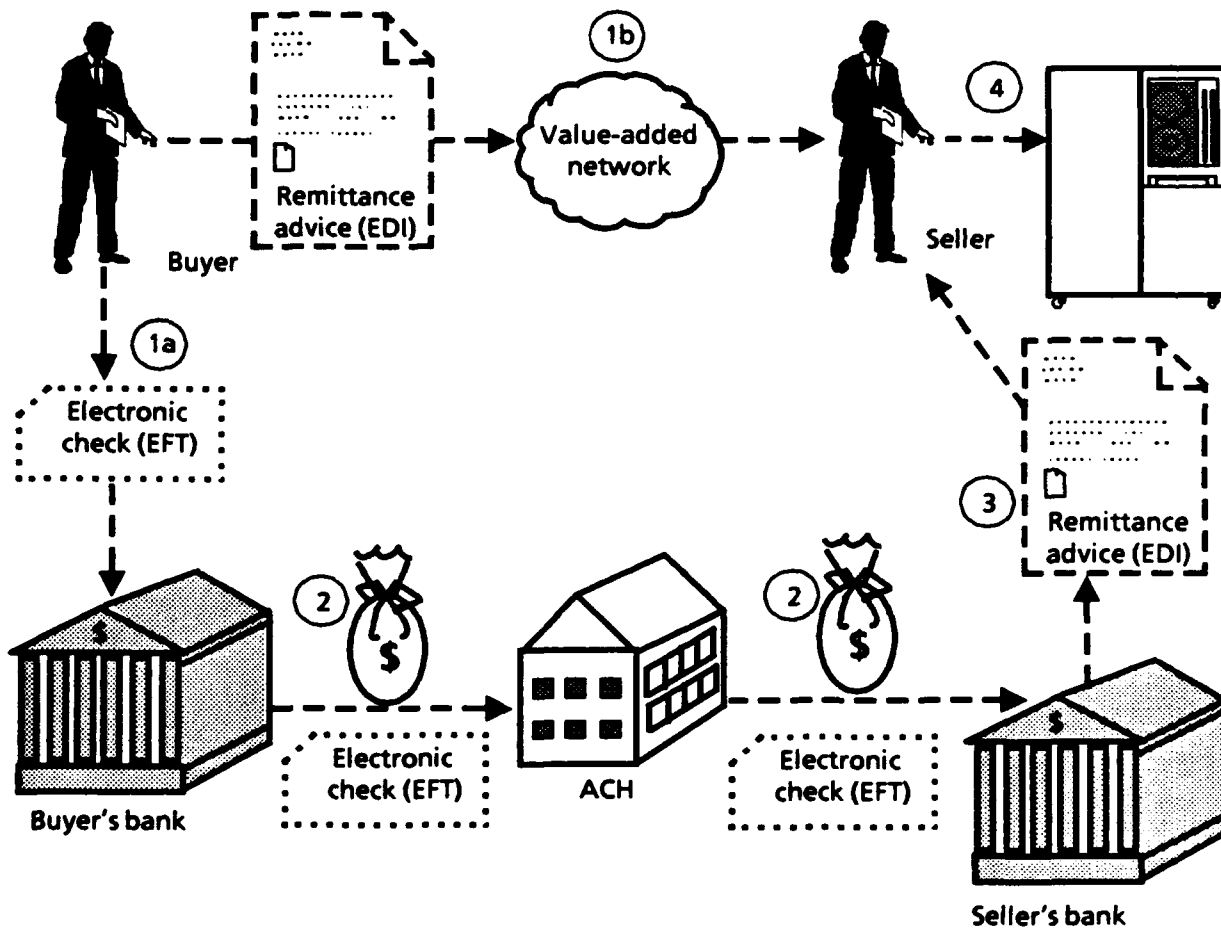 1b
4
Value-added
network
Remittance
advice (EDI)
Buyer
Seller
1a
Electronic
check (EFT)
3
Remittance
advice (EDI)
2
2
$
$
$
$
Electronic
check (EFT)
ACH
Electronic
check (EFT)
Buyer's bank
Seller's bank